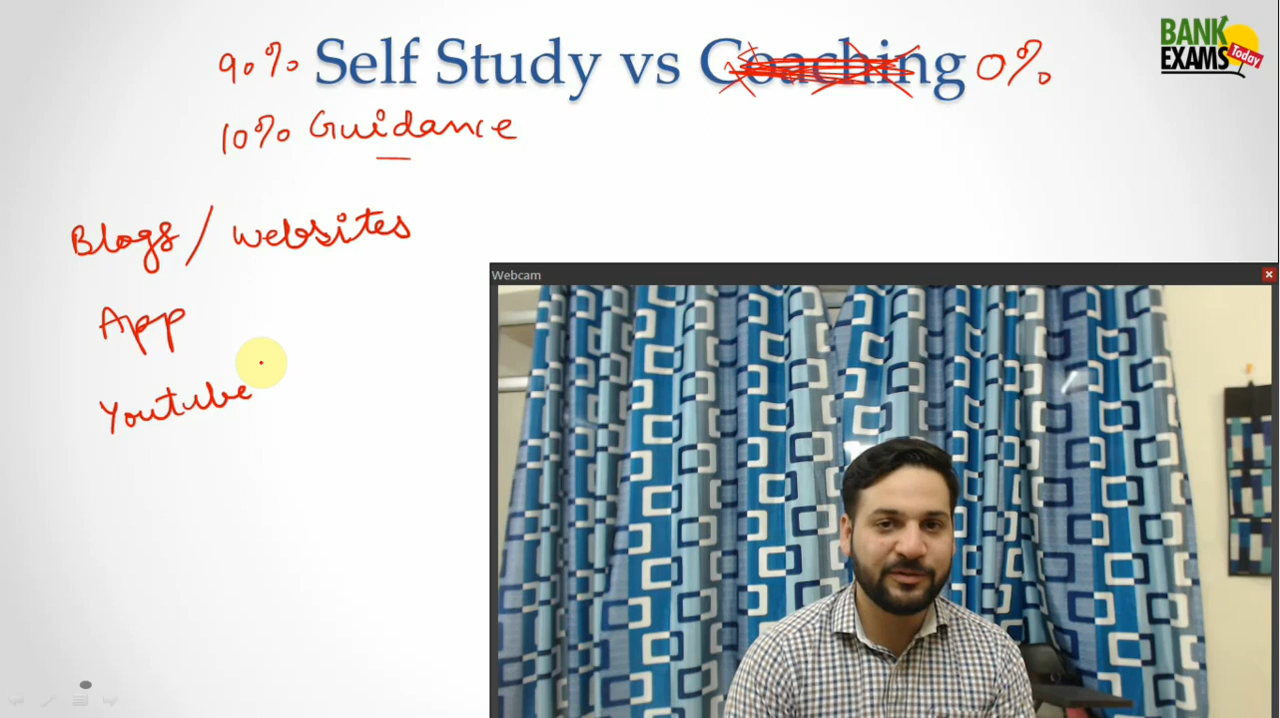 90% Self Study vs Coaching 0%
BANK
EXAMS Today
10% Guidance
Blogs / websites
App
Youtube
Webcam